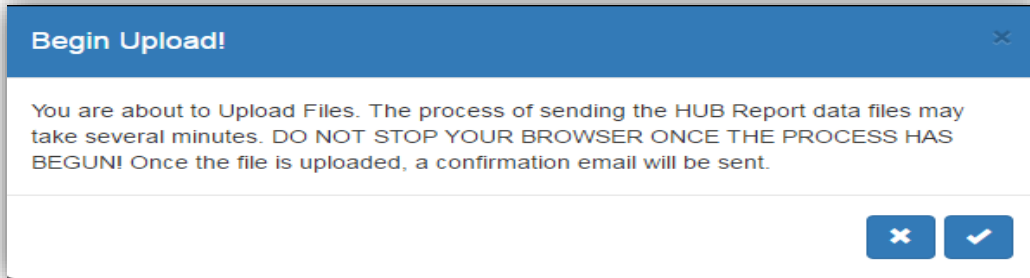 Begin Upload!
You are about to Upload Files. The process of sending the HUB Report data files may
take several minutes. DO NOT STOP YOUR BROWSER ONCE THE PROCESS HAS
BEGUN! Once the file is uploaded, a confirmation email will be sent.